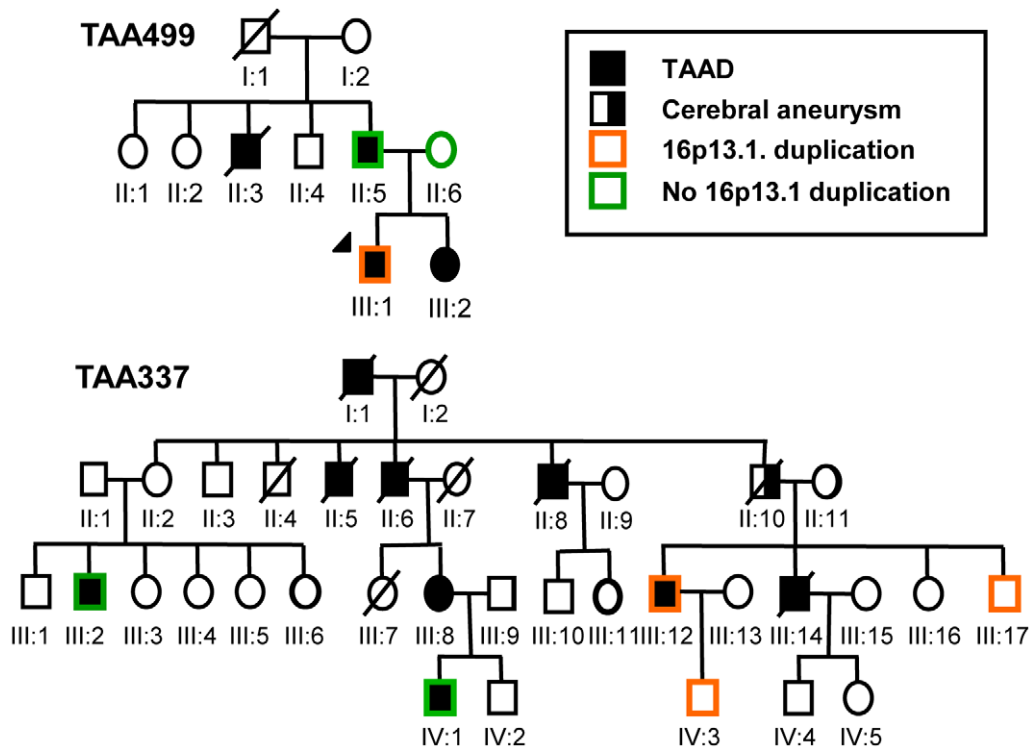 TAA499
I:1 I:2
II:1 II:2 II:3 II:4 II:5 II:6
III:1 III:2
TAAD
Cerebral aneurysm
16p13.1. duplication
No 16p13.1 duplication
TAA337
I:1 I:2
II:1 II:2 II:3 II:4 II:5 II:6 II:7 II:8 II:9 II:10 II:11
III:1 III:2 III:3 III:4 III:5 III:6 III:7 III:8 III:9 III:10 III:11 III:12 III:13 III:14 III:15 III:16 III:17
IV:1 IV:2 IV:3 IV:4 IV:5